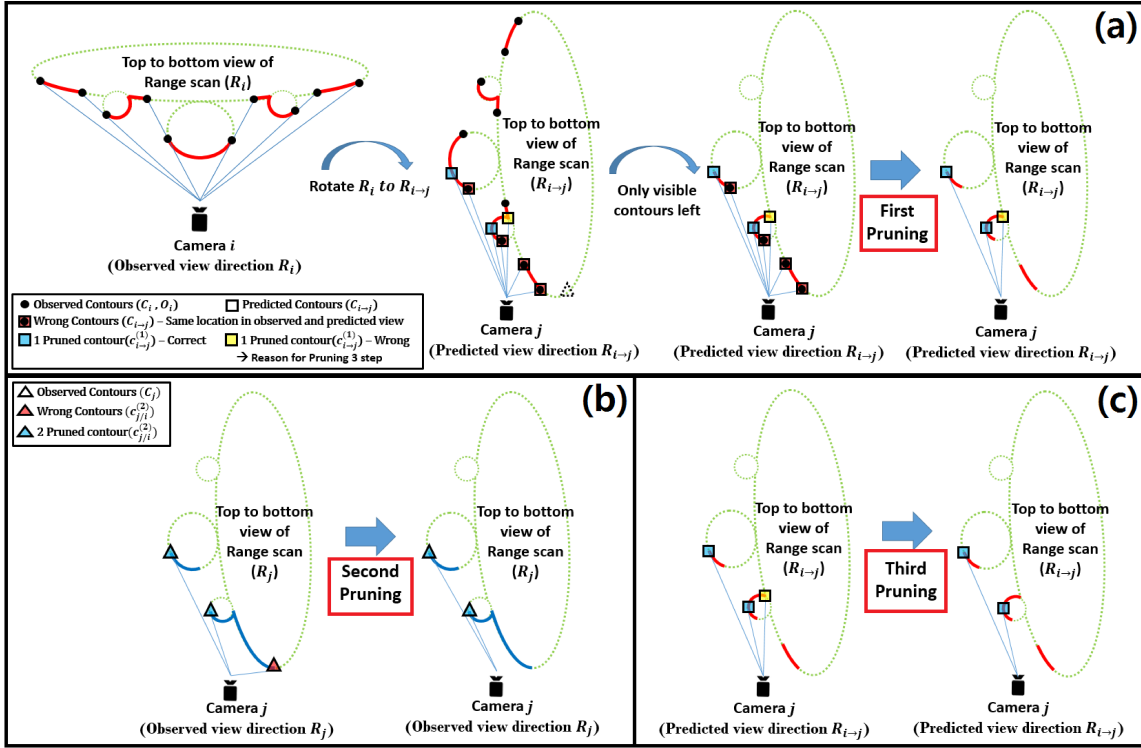 (a)
Top to bottom view of
Range scan (R_i)
Camera i
(Observed view direction R_i)
Rotate R_i to R_{i→j}
Top to bottom
view of
Range scan
(R_{i→j})
Camera j
(Predicted view direction R_{i→j})
Only visible
contours left
Top to bottom
view of
Range scan
(R_{i→j})
Camera j
(Predicted view direction R_{i→j})
First
Pruning
Top to bottom
view of
Range scan
(R_{i→j})
Camera j
(Predicted view direction R_{i→j})
Observed Contours (C_i , O_i)
Predicted Contours (C_{i→j})
Wrong Contours (C_{i→j}) – Same location in observed and predicted view
1 Pruned contour(c_{i→j}^{(1)}) – Correct
1 Pruned contour(c_{i→j}^{(1)}) – Wrong
→ Reason for Pruning 3 step
(b)
Observed Contours (C_j)
Wrong Contours (c_{j/i}^{(2)})
2 Pruned contour(c_{j/i}^{(2)})
Top to bottom
view of
Range scan
(R_j)
Camera j
(Observed view direction R_j)
Second
Pruning
Top to bottom
view of
Range scan
(R_j)
Camera j
(Observed view direction R_j)
(c)
Top to bottom
view of
Range scan
(R_{i→j})
Camera j
(Predicted view direction R_{i→j})
Third
Pruning
Top to bottom
view of
Range scan
(R_{i→j})
Camera j
(Predicted view direction R_{i→j})